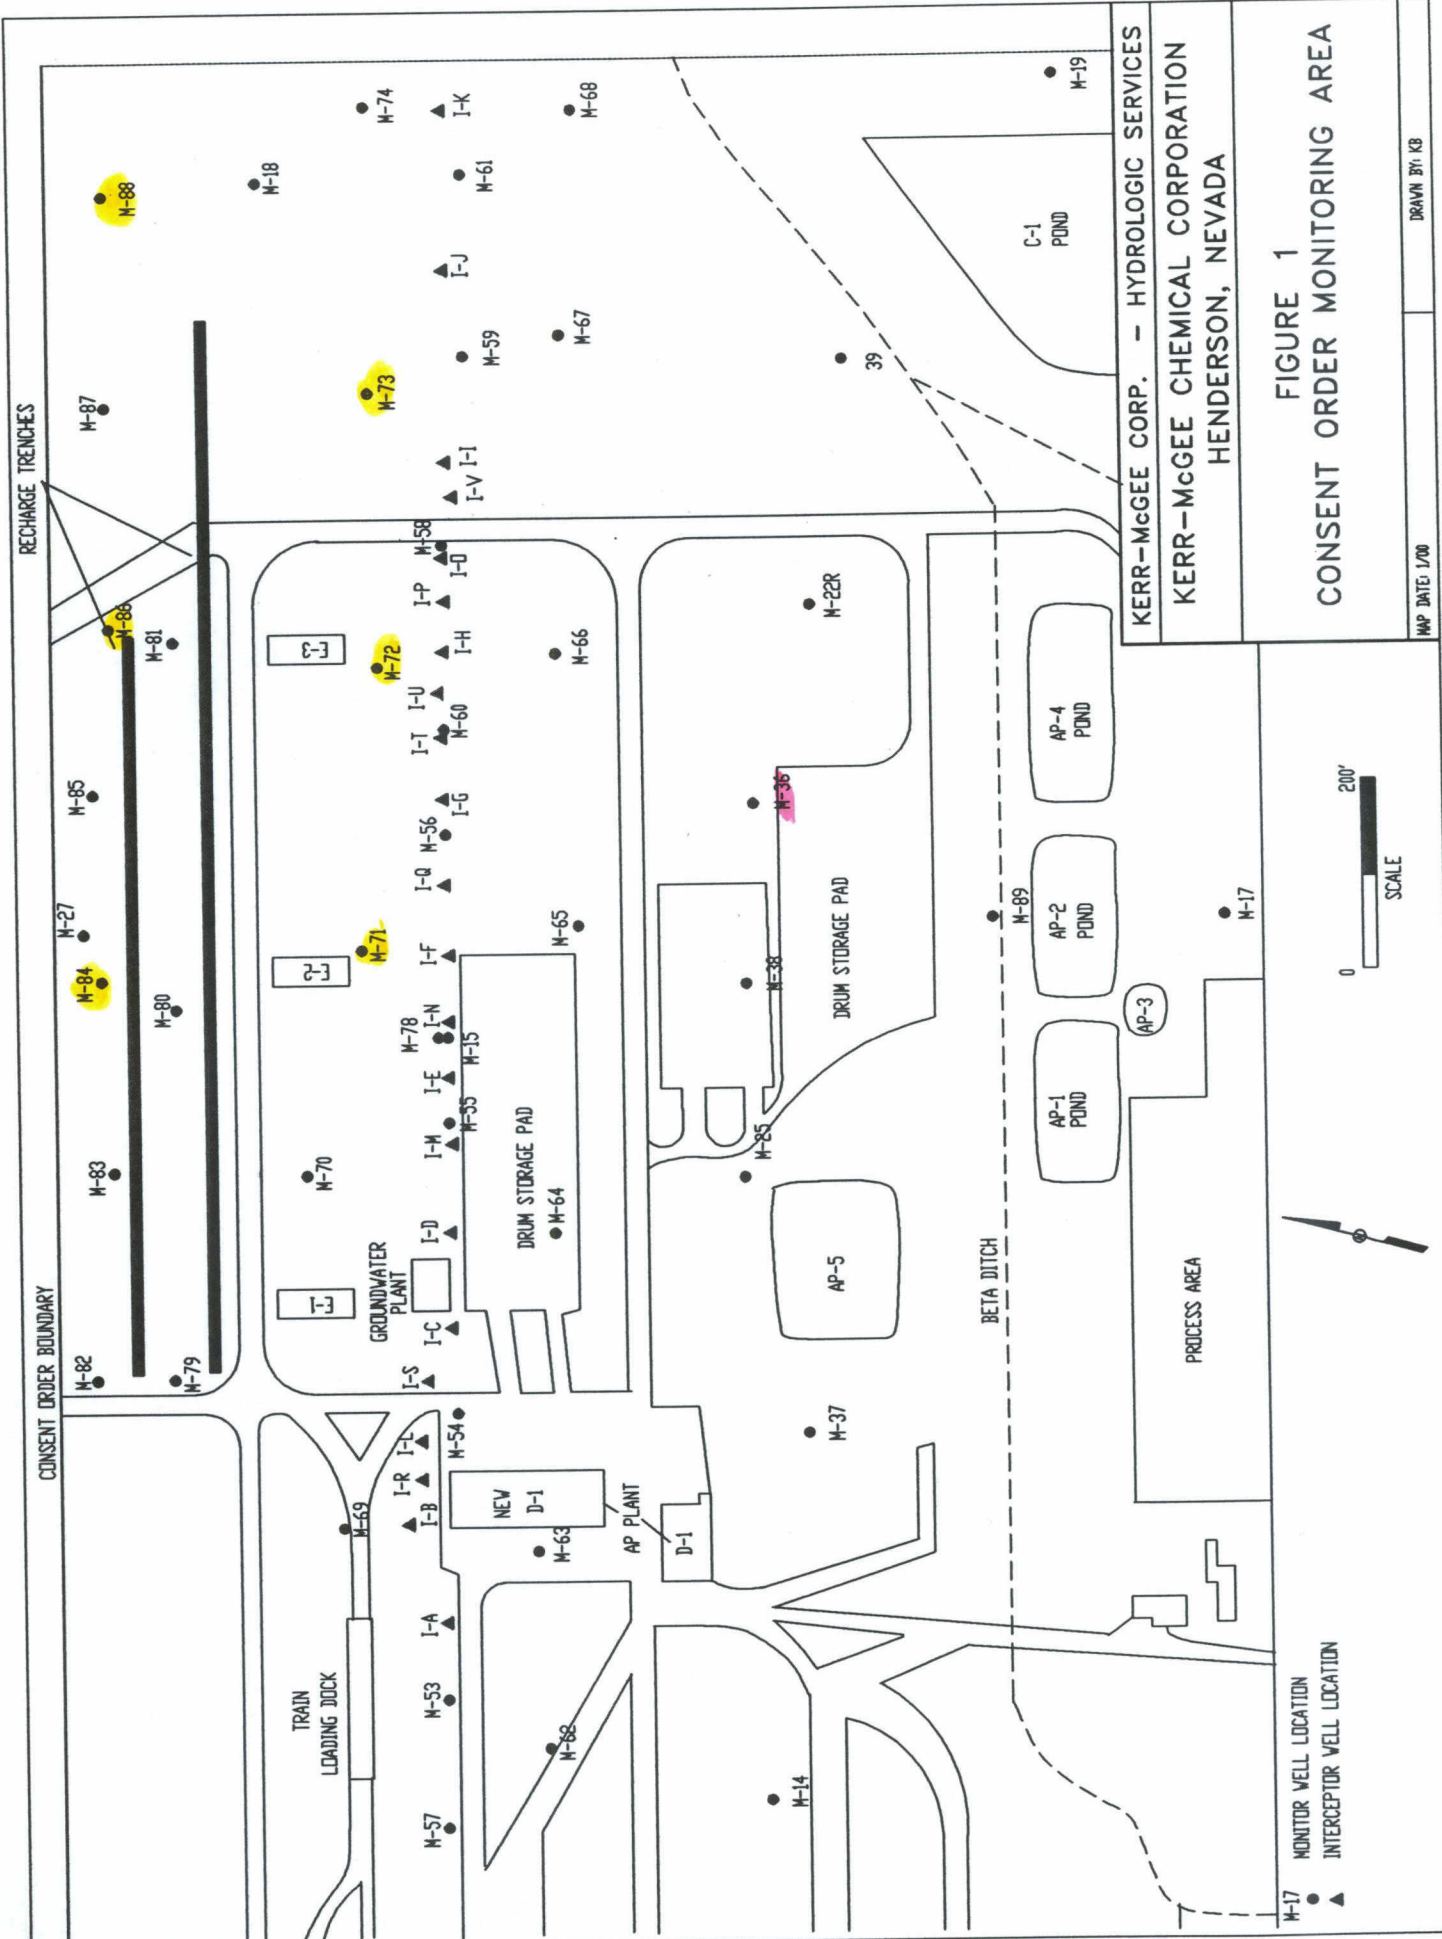 RECHARGE TRENCHES
CONSENT ORDER BOUNDARY
M-82
M-83
M-84
M-27
M-85
M-86
M-87
M-88
M-79
M-80
M-81
M-18
E-1
E-2
E-3
TRAIN
LOADING DOCK
M-69
M-70
M-71
M-72
M-73
M-74
GROUNDWATER
PLANT
M-57
M-53
I-A
I-B
I-R
I-L
M-54
I-S
I-C
I-D
I-M
M-55
I-E
M-78
M-15
I-N
I-F
I-Q
M-56
I-G
I-T
M-60
I-U
I-H
I-P
I-O
M-58
I-V
I-I
M-59
I-J
M-61
I-K
NEW
D-1
DRUM STORAGE PAD
M-62
M-63
M-64
M-65
M-66
M-67
M-68
AP PLANT
D-1
M-14
M-37
M-25
M-38
M-36
M-22R
39
DRUM STORAGE PAD
AP-5
BETA DITCH
M-89
C-1
POND
M-19
AP-1
POND
AP-2
POND
AP-3
AP-4
POND
PROCESS AREA
M-17
M-17
MONITOR WELL LOCATION
INTERCEPTOR WELL LOCATION
0
200'
SCALE
KERR-McGEE CORP. - HYDROLOGIC SERVICES
KERR-McGEE CHEMICAL CORPORATION
HENDERSON, NEVADA
FIGURE 1
CONSENT ORDER MONITORING AREA
MAP DATE: 1/00
DRAWN BY: KB